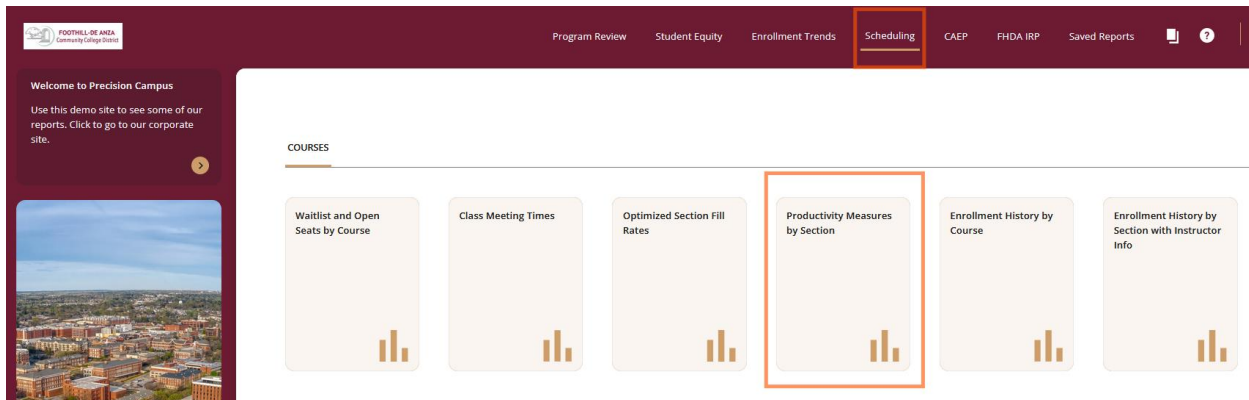 FOOTHILL-DE ANZA
Community College District
Program Review
Student Equity
Enrollment Trends
Scheduling
CAEP
FHDA IRP
Saved Reports
?
Welcome to Precision Campus
Use this demo site to see some of our
reports. Click to go to our corporate
site.
COURSES
Waitlist and Open
Seats by Course
Class Meeting Times
Optimized Section Fill
Rates
Productivity Measures
by Section
Enrollment History by
Course
Enrollment History by
Section with Instructor
Info